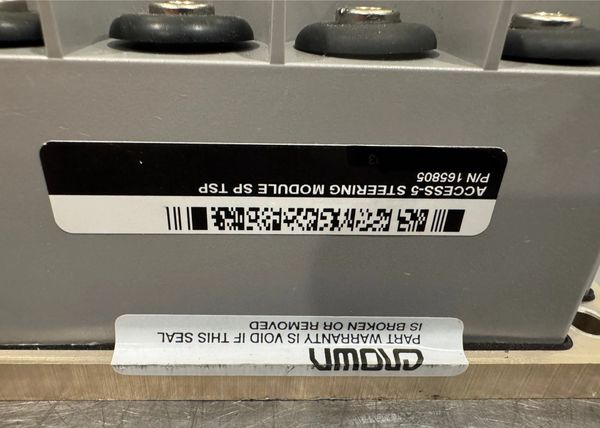 ACCESS-5 STEERING MODULE SP TSP
P/N 165805
CROWN
PART WARRANTY IS VOID IF THIS SEAL
IS BROKEN OR REMOVED